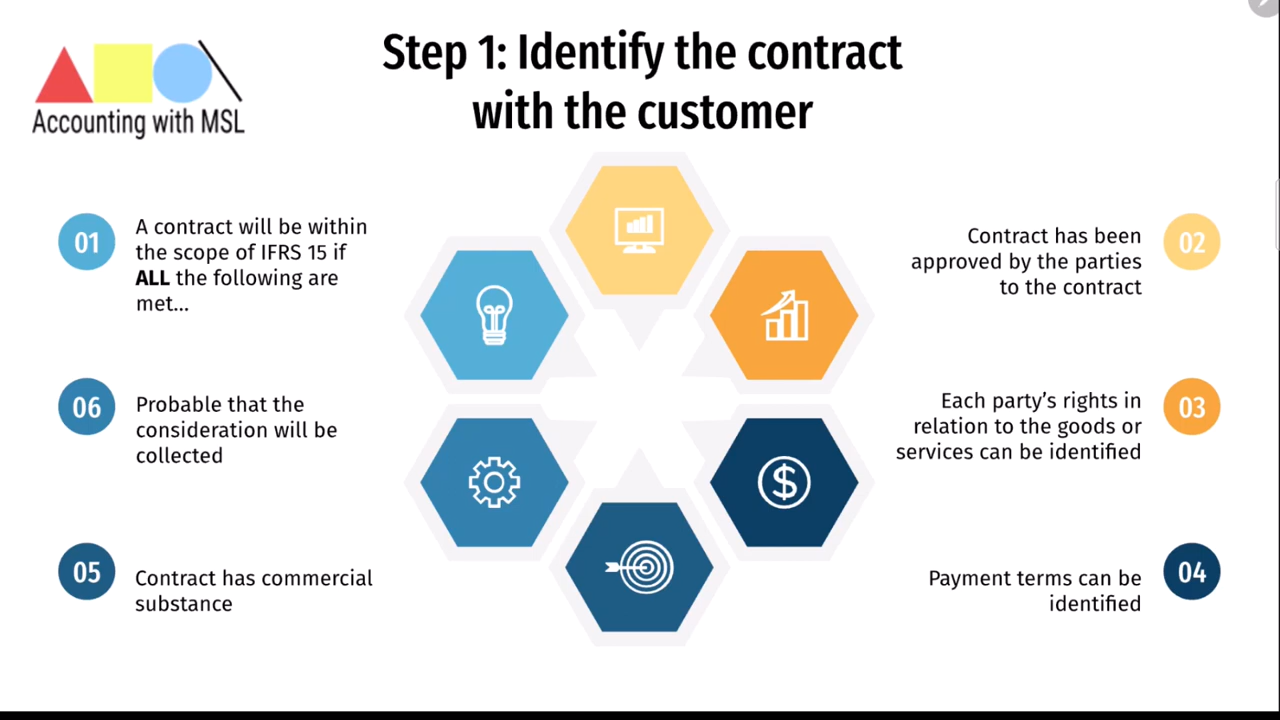 Accounting with MSL
Step 1: Identify the contract
with the customer
01
A contract will be within
the scope of IFRS 15 if
ALL the following are
met...
02
Contract has been
approved by the parties
to the contract
03
Each party's rights in
relation to the goods or
services can be identified
04
Payment terms can be
identified
05
Contract has commercial
substance
06
Probable that the
consideration will be
collected
$